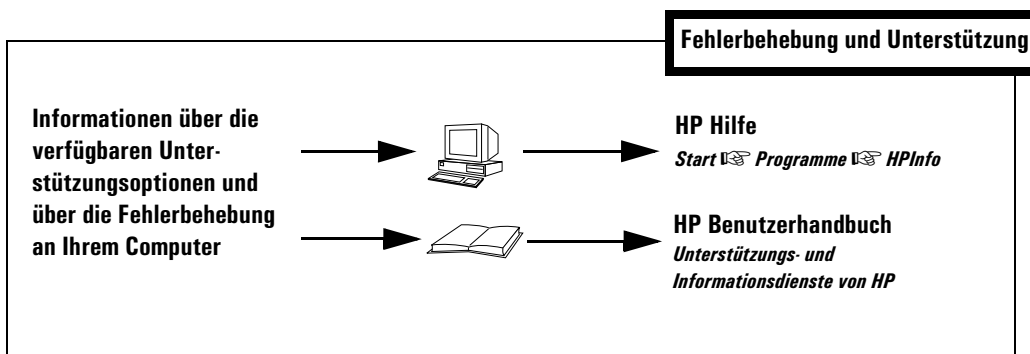 Fehlerbehebung und Unterstützung
Informationen über die
verfügbaren Unter-
stützungsoptionen und
über die Fehlerbehebung
an Ihrem Computer
HP Hilfe
Start ☞ Programme ☞ HPInfo
HP Benutzerhandbuch
Unterstützungs- und
Informationsdienste von HP